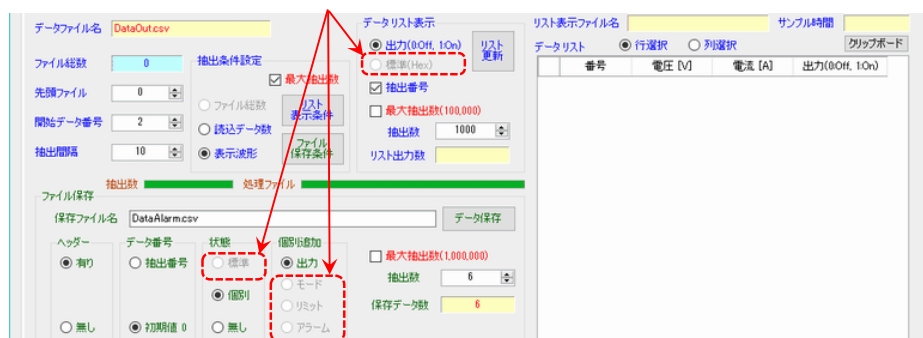 データファイル名 DataOut.csv
ファイル総数 0
先頭ファイル 0
開始データ番号 2
抽出間隔 10
抽出条件設定
最大抽出数
ファイル総数
読込データ数
表示波形
リスト
表示条件
ファイル
保存条件
データリスト表示
出力(0:Off, 1:On)
標準(Hex)
リスト
更新
抽出番号
最大抽出数(100,000)
抽出数 1000
リスト出力数
リスト表示ファイル名 サンプル時間
データリスト 行選択 列選択 クリップボード
番号 電圧 [V] 電流 [A] 出力(0:Off, 1:On)
抽出数 処理ファイル
ファイル保存
保存ファイル名 DataAlarm.csv データ保存
ヘッダー
有り
無し
データ番号
抽出番号
初期値 0
状態
標準
個別
無し
個別追加
出力
モード
リミット
アラーム
最大抽出数(1,000,000)
抽出数 6
保存データ数 6